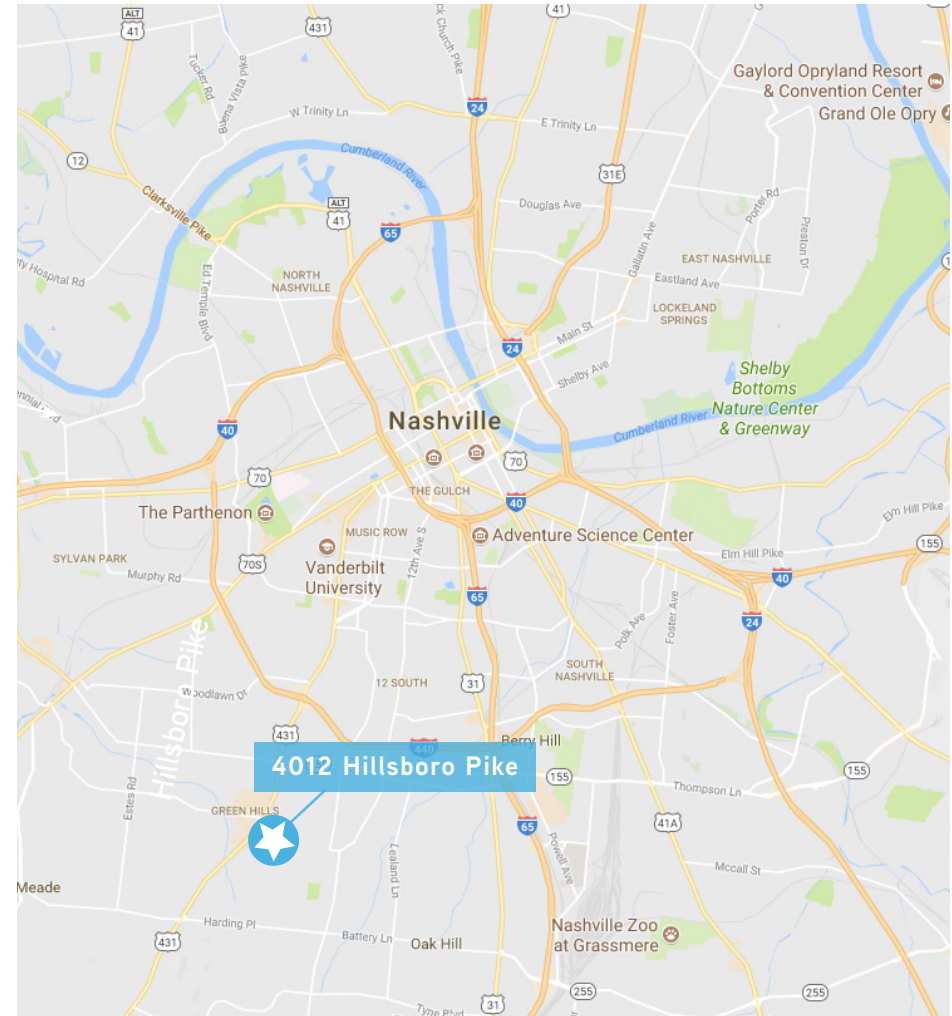 ALT
41
431
41
ck Church Pike
Tucker Rd
Buena Vista Pike
24
Gaylord Opryland Resort
& Convention Center
Grand Ole Opry
W Trinity Ln
E Trinity Ln
12
Cumberland River
31E
Clarksville Pike
ALT
41
65
Douglas Ave
Gallatin Ave
Porter Rd
Preston Dr
ty Hospital Rd
Ed Temple Blvd
NORTH
NASHVILLE
EAST NASHVILLE
Eastland Ave
LOCKELAND
SPRINGS
24
Main St
Shelby Ave
Shelby
Bottoms
Nature Center
& Greenway
40
Nashville
Cumberland River
70
70
THE GULCH
40
The Parthenon
MUSIC ROW
12th Ave S
Adventure Science Center
Elm Hill Pike
155
SYLVAN PARK
Murphy Rd
70S
Vanderbilt
University
65
Elm Hill Pike
40
24
Polk Ave
Foster Ave
Hillsboro Pike
Woodlawn Dr
12 SOUTH
31
SOUTH
NASHVILLE
431
440
Berry Hill
4012 Hillsboro Pike
155
155
Thompson Ln
Estes Rd
GREEN HILLS
65
41A
Lealand Ln
Powell Ave
Mccall St
Meade
Harding Pl
431
Battery Ln
Oak Hill
Nashville Zoo
at Grassmere
31
255
255